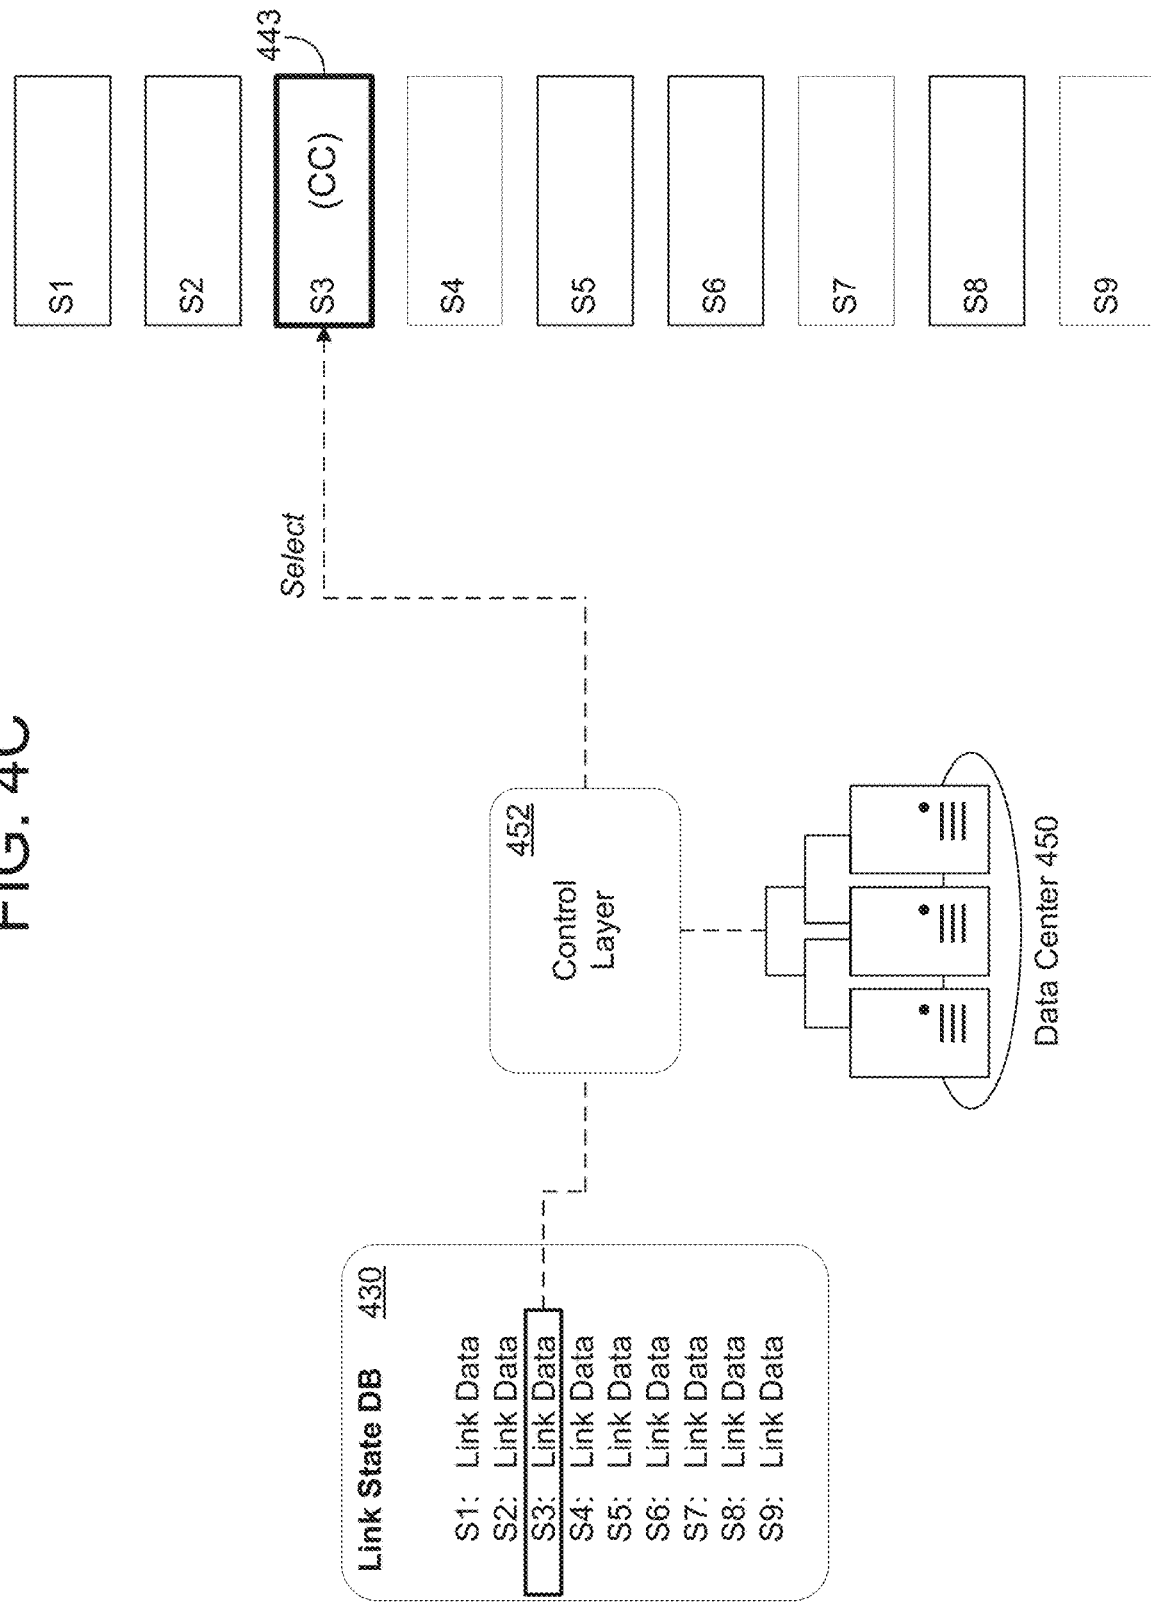 FIG. 4C
Link State DB 430
S1: Link Data
S2: Link Data
S3: Link Data
S4: Link Data
S5: Link Data
S6: Link Data
S7: Link Data
S8: Link Data
S9: Link Data
452
Control
Layer
Data Center 450
Select
443
S1
S2
S3 (CC)
S4
S5
S6
S7
S8
S9